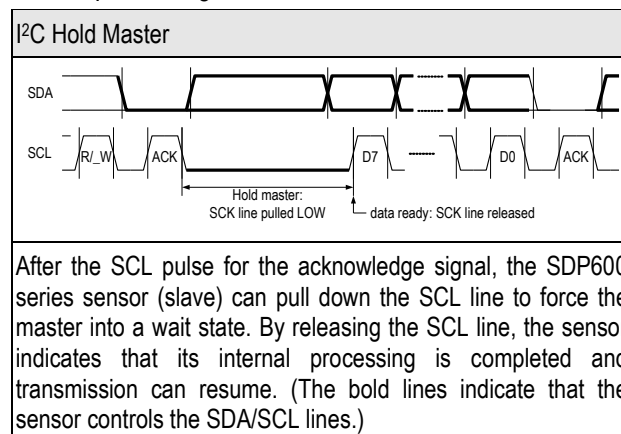 I²C Hold Master
SDA
SCL
R/_W
ACK
D7
D0
ACK
Hold master:
SCK line pulled LOW
data ready: SCK line released
After the SCL pulse for the acknowledge signal, the SDP600
series sensor (slave) can pull down the SCL line to force the
master into a wait state. By releasing the SCL line, the senso
indicates that its internal processing is completed and
transmission can resume. (The bold lines indicate that the
sensor controls the SDA/SCL lines.)